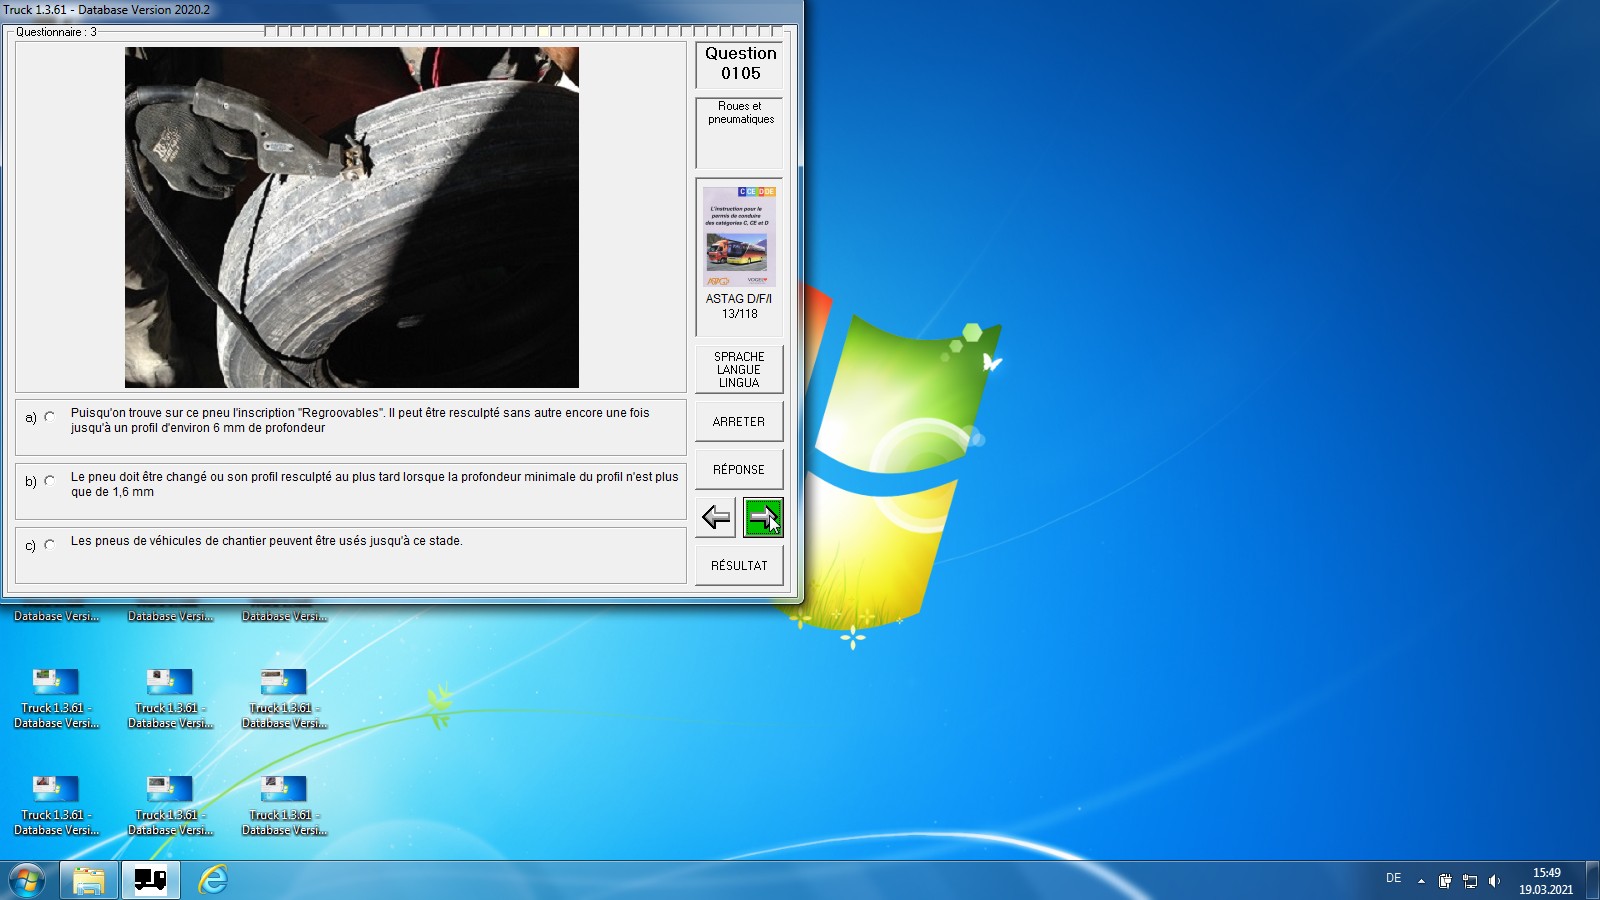 Truck 1.3.61 - Database Version 2020.2
Questionnaire : 3
Question
0105
Roues et
pneumatiques
C CE D DE
L'instruction pour le
permis de conduire
des catégories C, CE et D
ASTAG D/F/I
13/118
SPRACHE
LANGUE
LINGUA
ARRETER
RÉPONSE
RÉSULTAT
a)
Puisqu'on trouve sur ce pneu l'inscription "Regroovables". Il peut être resculpté sans autre encore une fois
jusqu'à un profil d'environ 6 mm de profondeur
b)
Le pneu doit être changé ou son profil resculpté au plus tard lorsque la profondeur minimale du profil n'est plus
que de 1,6 mm
c)
Les pneus de véhicules de chantier peuvent être usés jusqu'à ce stade.
Database Versi...
Database Versi...
Database Versi...
Truck 1.3.61 -
Database Versi...
Truck 1.3.61 -
Database Versi...
Truck 1.3.61 -
Database Versi...
Truck 1.3.61 -
Database Versi...
Truck 1.3.61 -
Database Versi...
Truck 1.3.61 -
Database Versi...
DE
15:49
19.03.2021